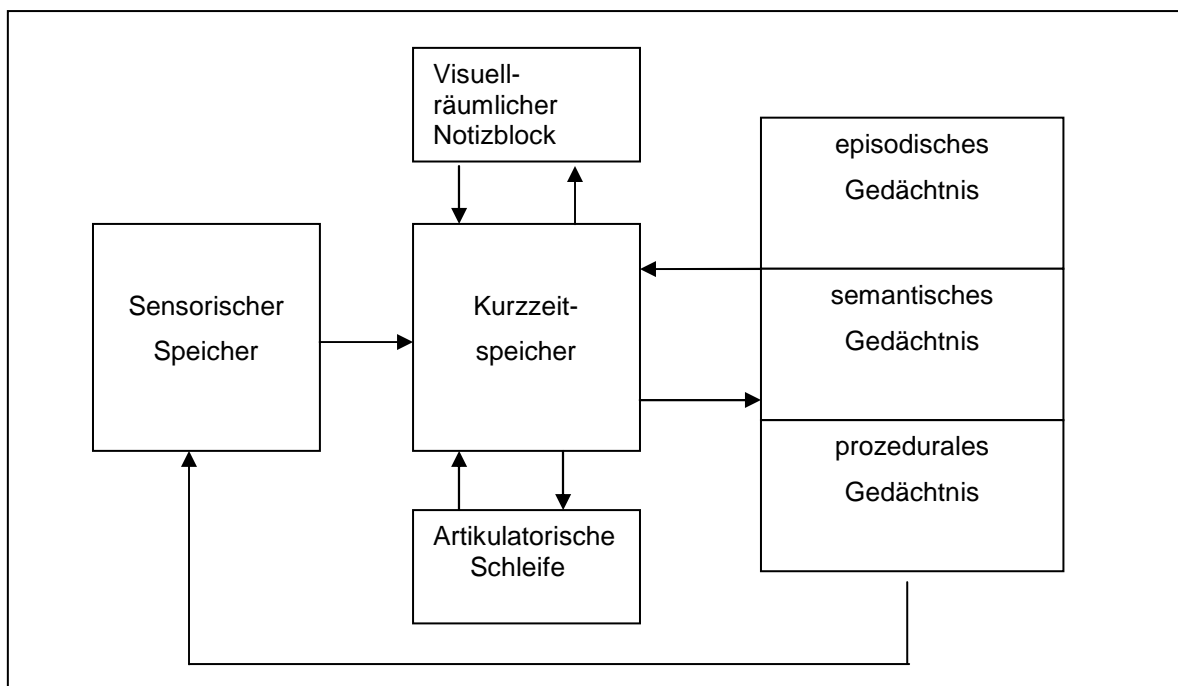 Visuell-
räumlicher
Notizblock
episodisches
Gedächtnis
Sensorischer
Speicher
Kurzzeit-
speicher
semantisches
Gedächtnis
prozedurales
Gedächtnis
Artikulatorische
Schleife